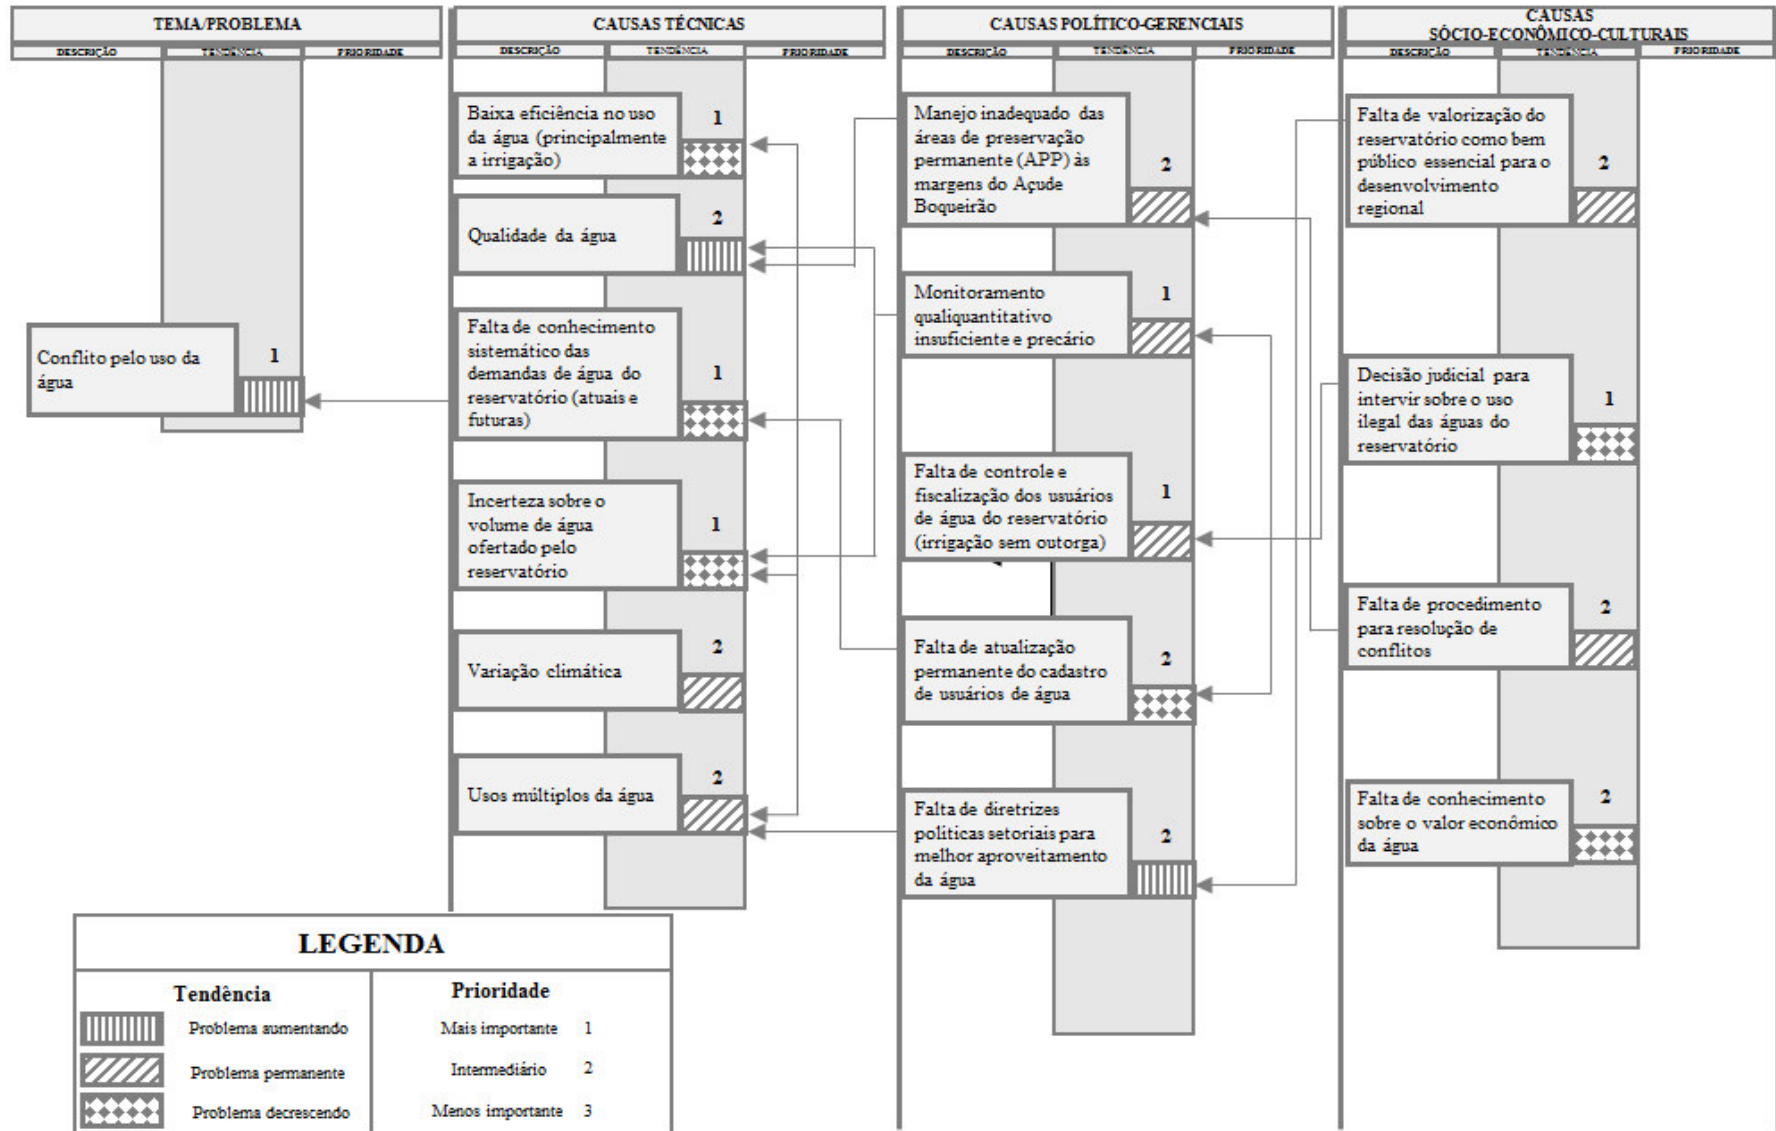 TEMA/PROBLEMA
DESCRIÇÃO
TENDÊNCIA
PRIORIDADE
Conflito pelo uso da
água
1
CAUSAS TÉCNICAS
DESCRIÇÃO
TENDÊNCIA
PRIORIDADE
Baixa eficiência no uso
da água (principalmente
a irrigação)
1
Qualidade da água
2
Falta de conhecimento
sistemático das
demandas de água do
reservatório (atuais e
futuras)
1
Incerteza sobre o
volume de água
ofertado pelo
reservatório
1
Variação climática
2
Usos múltiplos da água
2
CAUSAS POLÍTICO-GERENCIAIS
DESCRIÇÃO
TENDÊNCIA
PRIORIDADE
Manejo inadequado das
áreas de preservação
permanente (APP) às
margens do Açude
Boqueirão
2
Monitoramento
qualiquantitativo
insuficiente e precário
1
Falta de controle e
fiscalização dos usuários
de água do reservatório
(irrigação sem outorga)
1
Falta de atualização
permanente do cadastro
de usuários de água
2
Falta de diretrizes
políticas setoriais para
melhor aproveitamento
da água
2
CAUSAS
SÓCIO-ECONÔMICO-CULTURAIS
DESCRIÇÃO
TENDÊNCIA
PRIORIDADE
Falta de valorização do
reservatório como bem
público essencial para o
desenvolvimento
regional
2
Decisão judicial para
intervir sobre o uso
ilegal das águas do
reservatório
1
Falta de procedimento
para resolução de
conflitos
2
Falta de conhecimento
sobre o valor econômico
da água
2
LEGENDA
Tendência
Problema aumentando
Problema permanente
Problema decrescendo
Prioridade
Mais importante 1
Intermediário 2
Menos importante 3